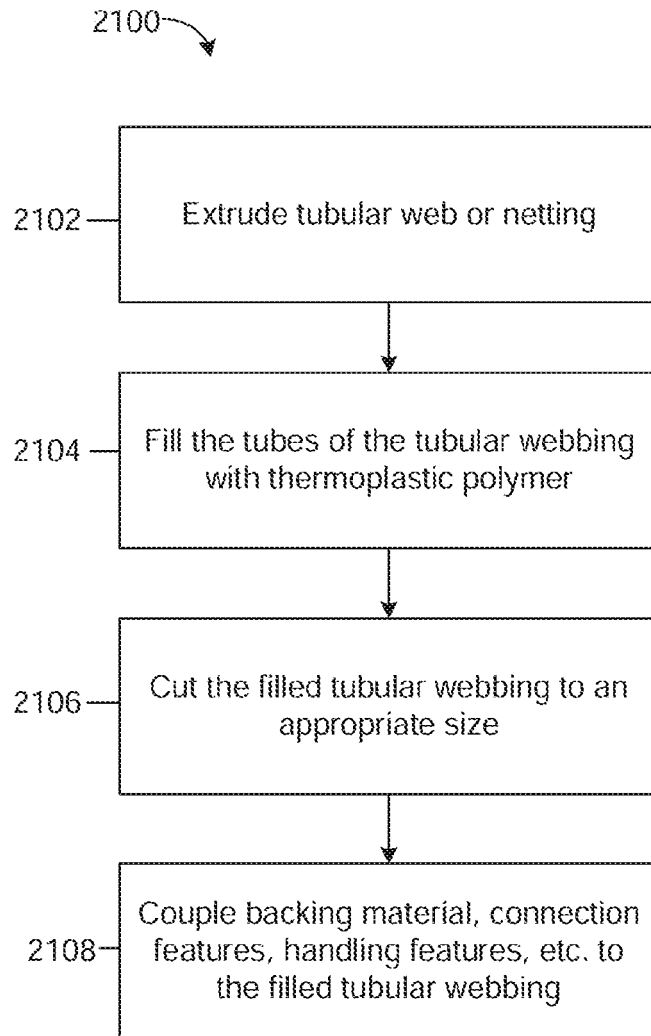 2100
2102
Extrude tubular web or netting
2104
Fill the tubes of the tubular webbing
with thermoplastic polymer
2106
Cut the filled tubular webbing to an
appropriate size
2108
Couple backing material, connection
features, handling features, etc. to
the filled tubular webbing